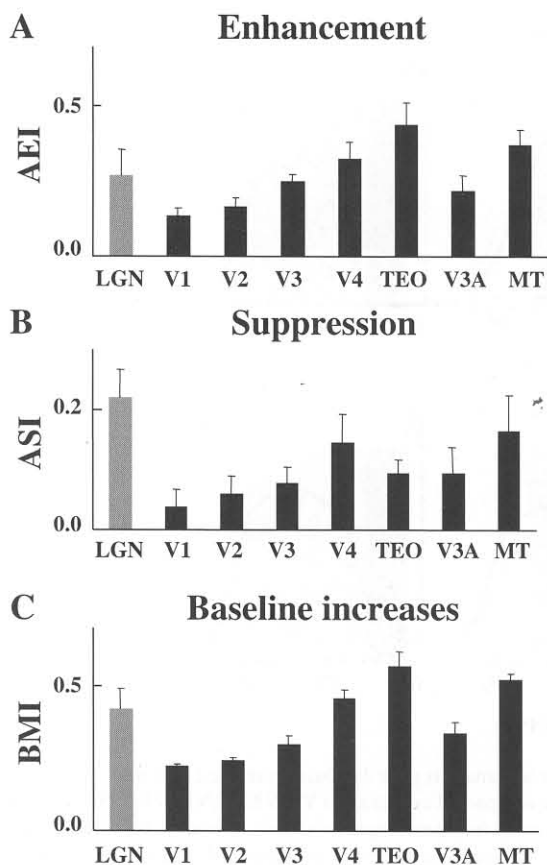 A Enhancement
AEI
0.5
0.0
LGN V1 V2 V3 V4 TEO V3A MT
B Suppression
ASI
0.2
0.0
LGN V1 V2 V3 V4 TEO V3A MT
C Baseline increases
BMI
0.5
0.0
LGN V1 V2 V3 V4 TEO V3A MT